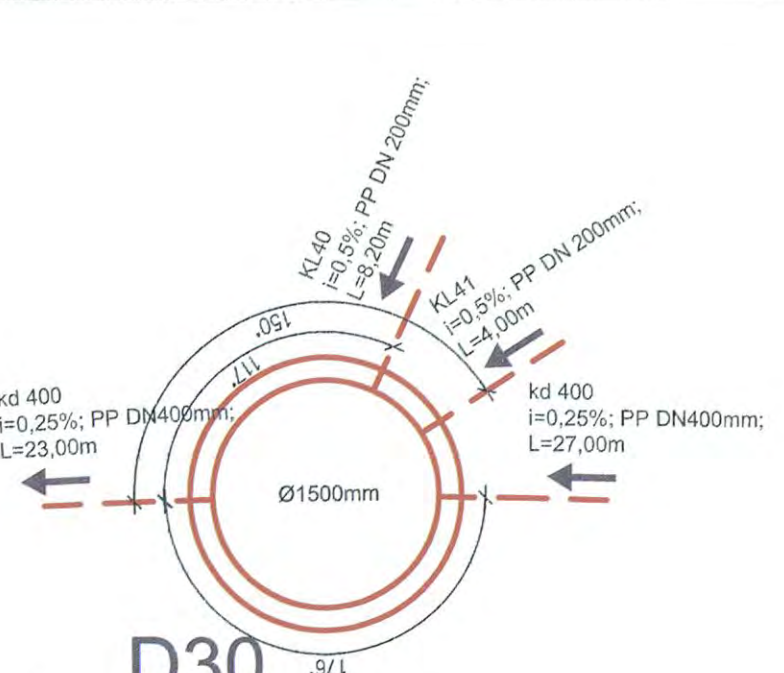 KL40
i=0,5%; PP DN 200mm;
L=8,20m
KL41
i=0,5%; PP DN 200mm;
L=4,00m
150°
117°
kd 400
i=0,25%; PP DN400mm;
L=23,00m
kd 400
i=0,25%; PP DN400mm;
L=27,00m
Ø1500mm
D30
176°